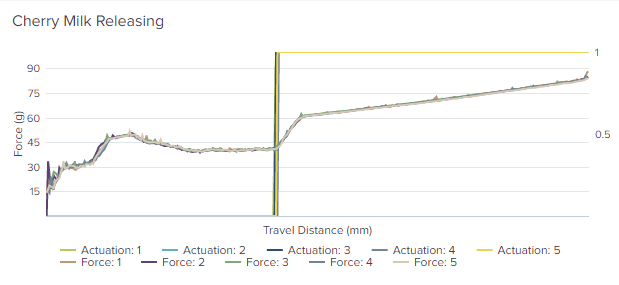 Cherry Milk Releasing
90
75
60
45
30
15
Force (g)
1
0.5
Travel Distance (mm)
Actuation: 1 Actuation: 2 Actuation: 3 Actuation: 4 Actuation: 5
Force: 1 Force: 2 Force: 3 Force: 4 Force: 5